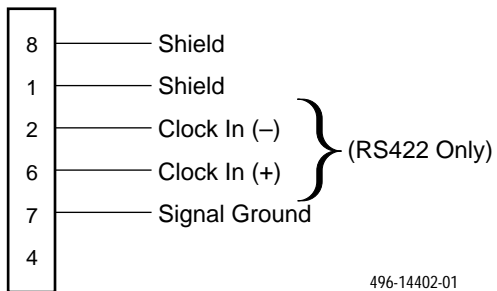 8 Shield
1 Shield
2 Clock In (–)
6 Clock In (+)
(RS422 Only)
7 Signal Ground
4
496-14402-01